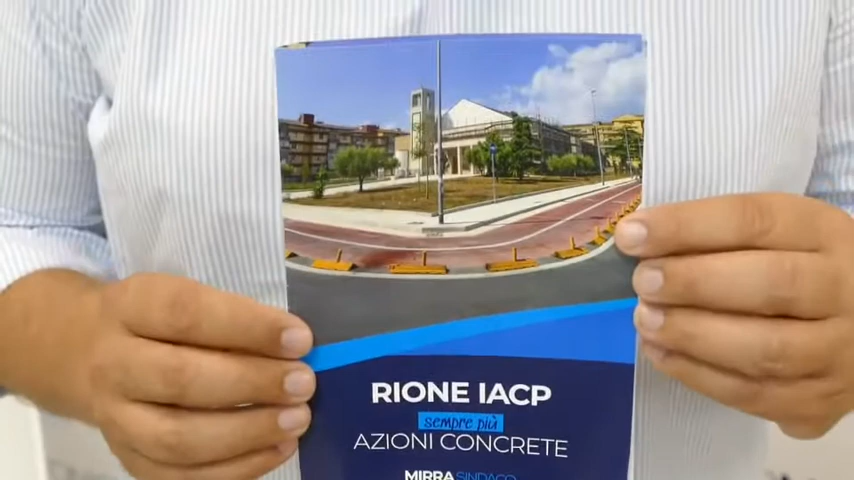 RIONE IACP
sempre più
AZIONI CONCRETE
MIRRA SINDACO